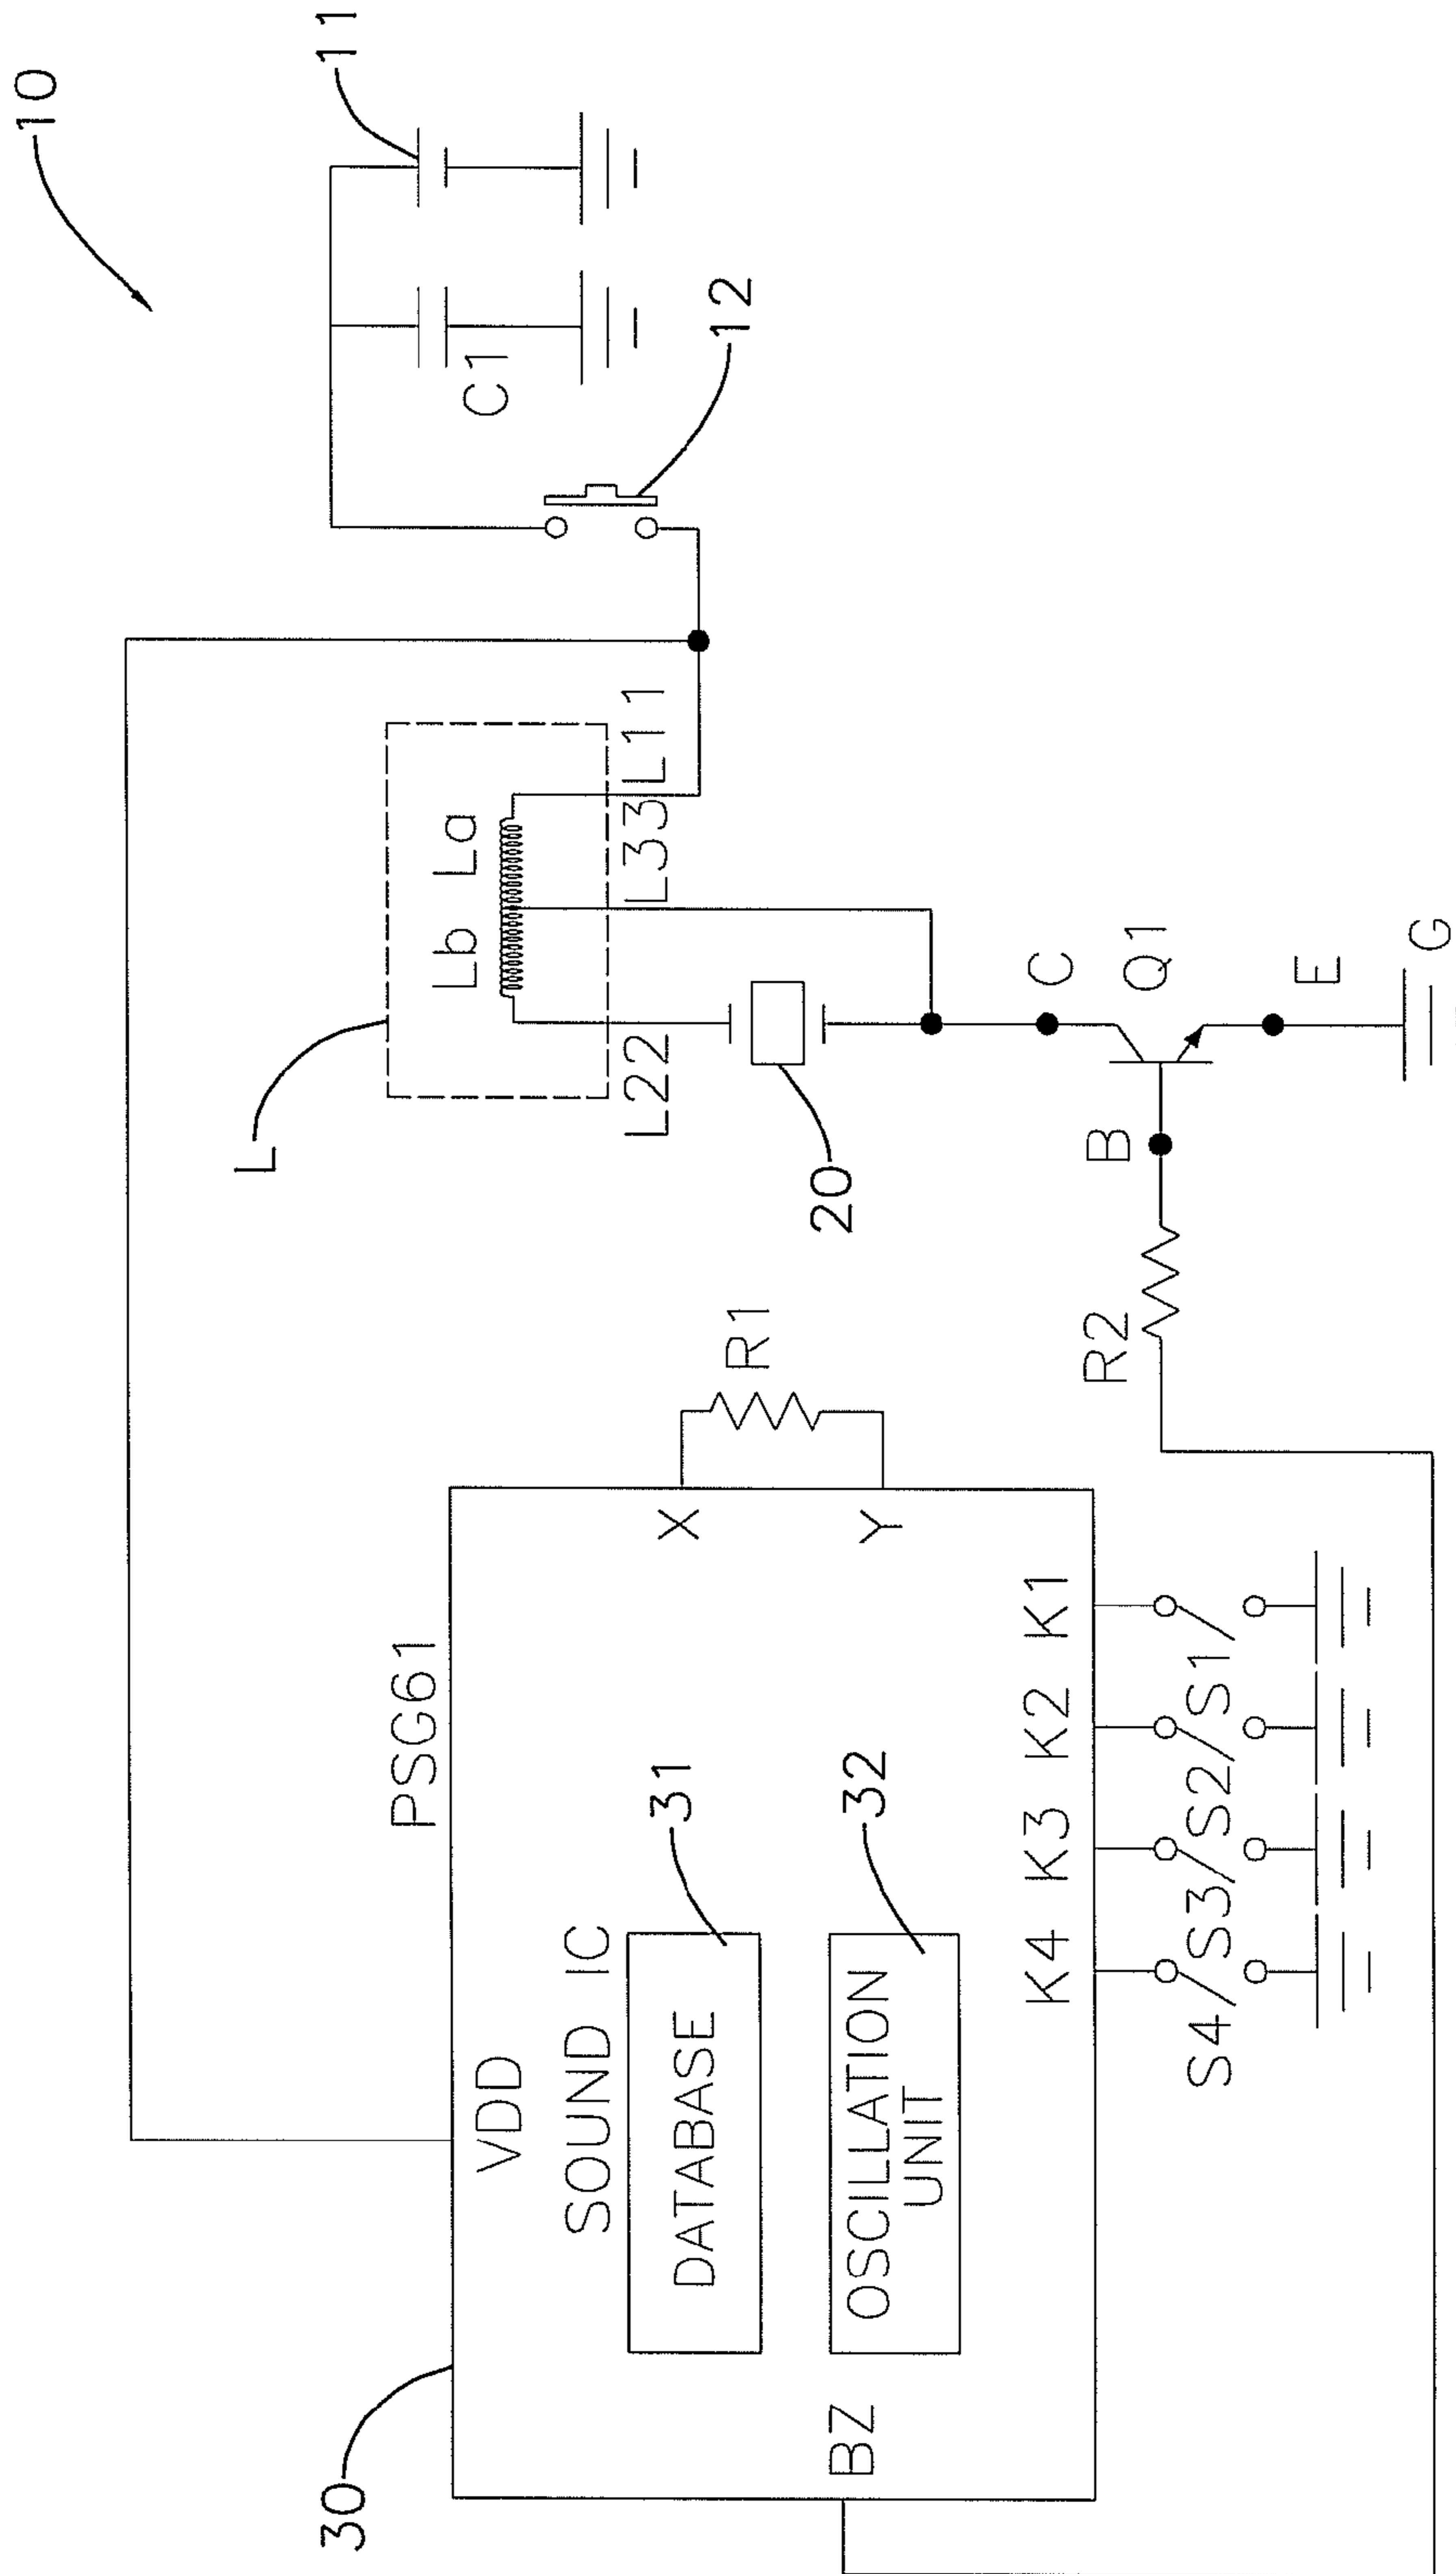 10
11
C1
12
L
Lb La
L22
L33
L11
20
C
Q1
B
E
G
R2
R1
30
PSG61
VDD
SOUND IC
DATABASE
31
OSCILLATION
UNIT
32
X
Y
BZ
K4 K3 K2 K1
S4 S3 S2 S1